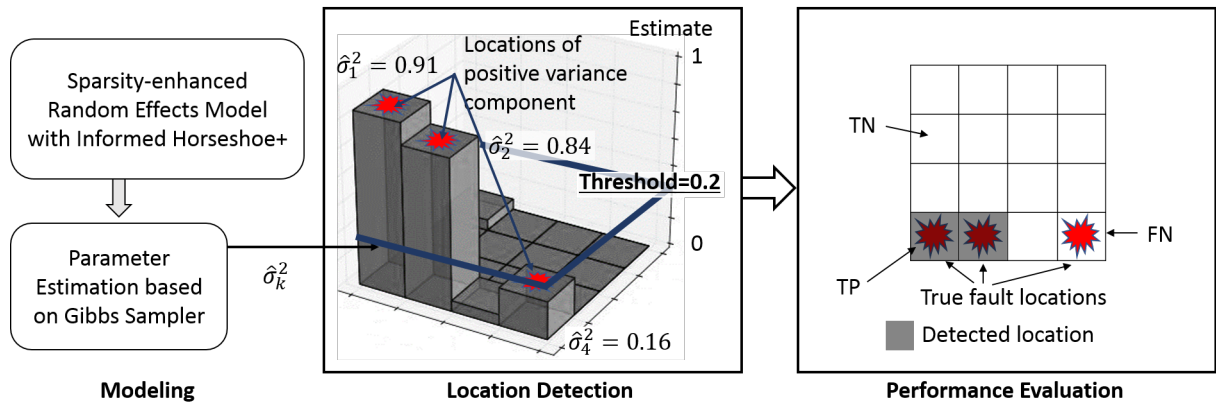 Sparsity-enhanced
Random Effects Model
with Informed Horseshoe+
Parameter
Estimation based
on Gibbs Sampler
Modeling
σ̂²ₖ
Estimate
1
Locations of
positive variance
component
σ̂²₁ = 0.91
σ̂²₂ = 0.84
Threshold=0.2
0
σ̂²₄ = 0.16
Location Detection
TN
FN
TP
True fault locations
Detected location
Performance Evaluation